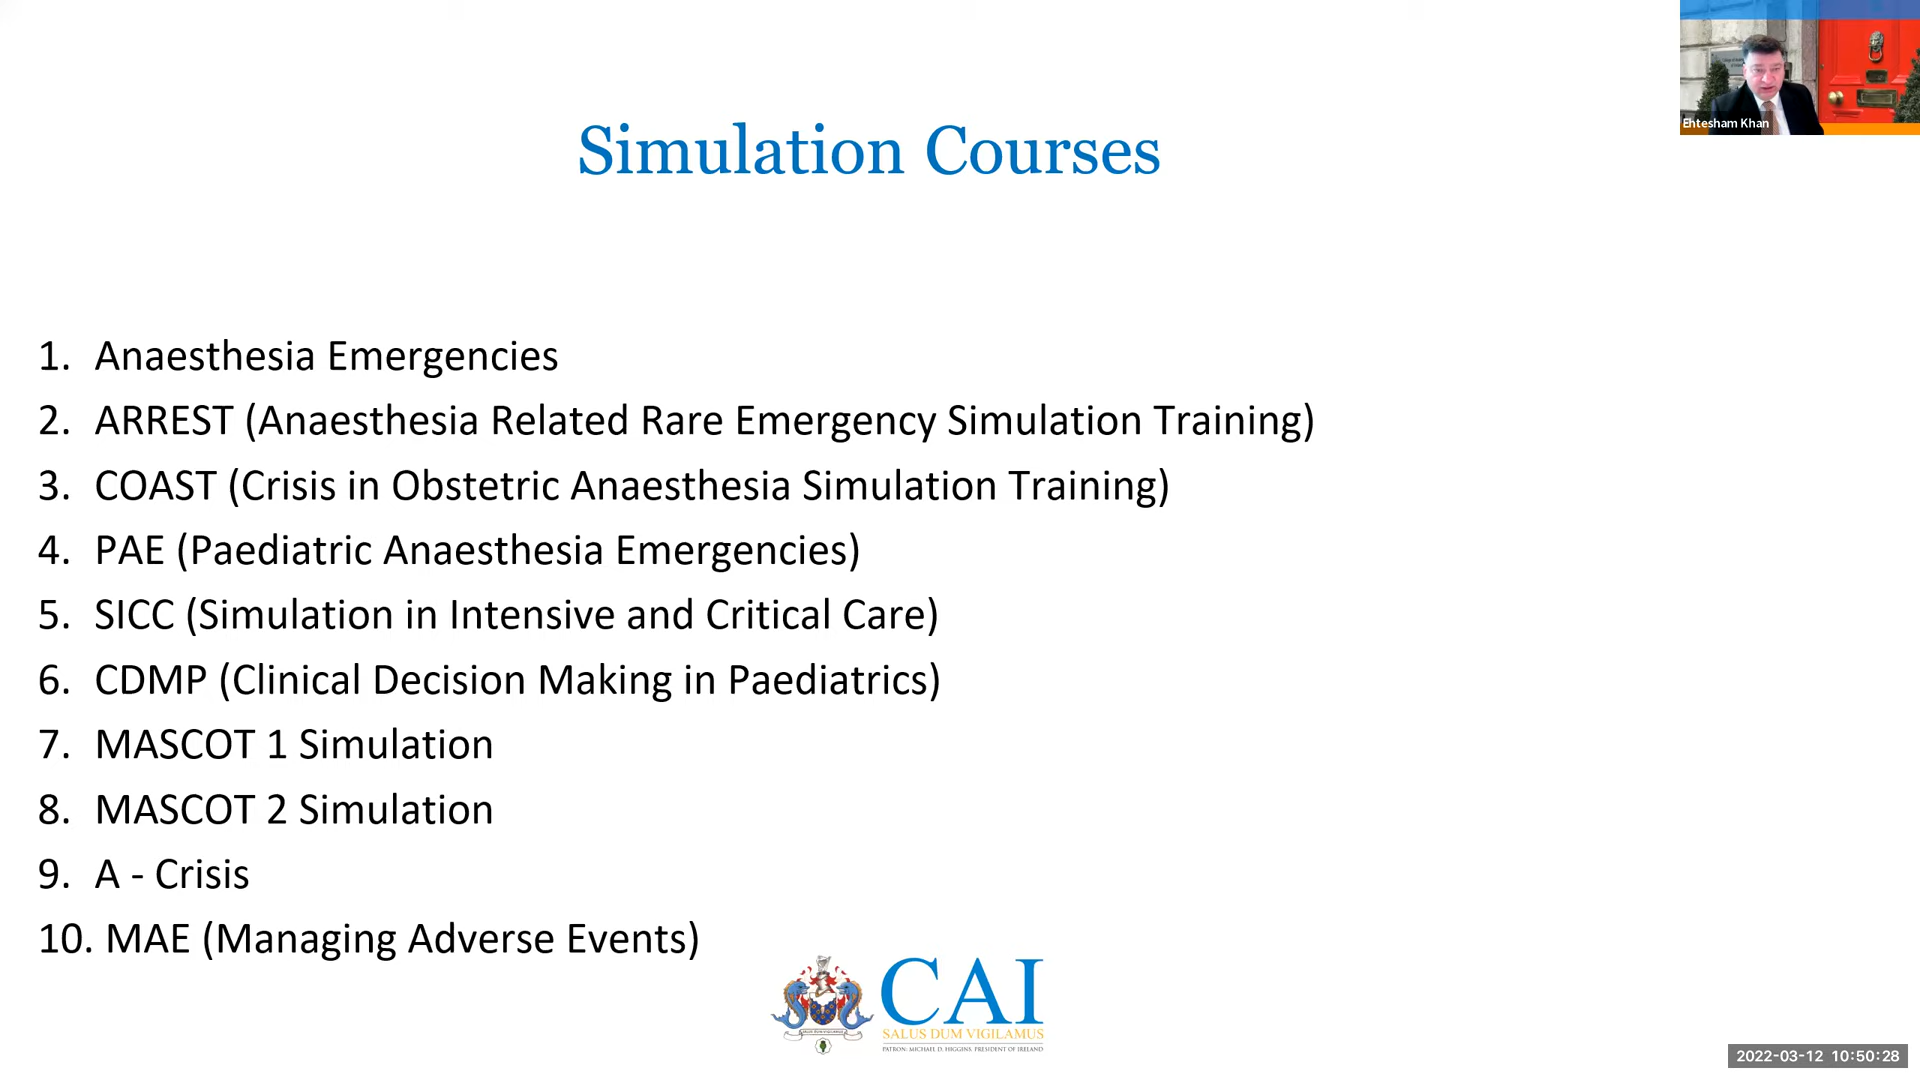 Simulation Courses
Ehtesham Khan
1. Anaesthesia Emergencies
2. ARREST (Anaesthesia Related Rare Emergency Simulation Training)
3. COAST (Crisis in Obstetric Anaesthesia Simulation Training)
4. PAE (Paediatric Anaesthesia Emergencies)
5. SICC (Simulation in Intensive and Critical Care)
6. CDMP (Clinical Decision Making in Paediatrics)
7. MASCOT 1 Simulation
8. MASCOT 2 Simulation
9. A - Crisis
10. MAE (Managing Adverse Events)
CAI
SALUS DUM VIGILAMUS
PATRON: MICHAEL D. HIGGINS, PRESIDENT OF IRELAND
2022-03-12 10:50:28